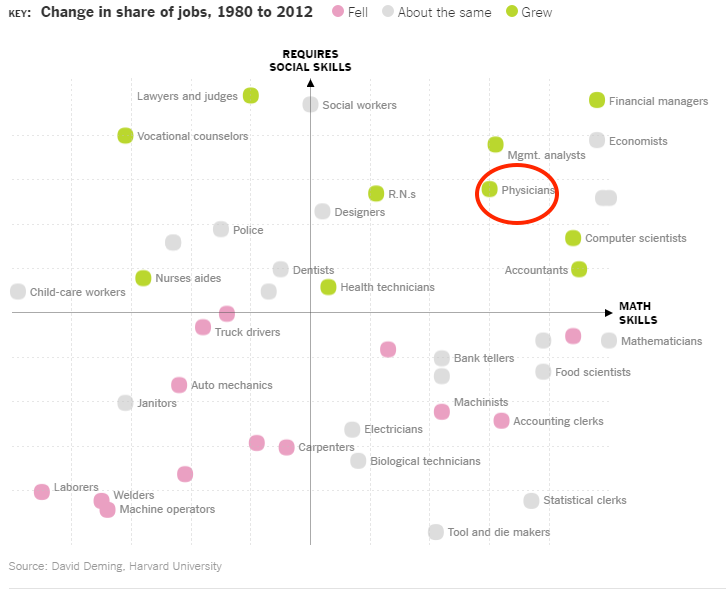 KEY: Change in share of jobs, 1980 to 2012 Fell About the same Grew
REQUIRES
SOCIAL SKILLS
Lawyers and judges
Financial managers
Social workers
Vocational counselors
Economists
Mgmt. analysts
Physicians
R.N.s
Designers
Police
Computer scientists
Dentists
Accountants
Nurses aides
Health technicians
Child-care workers
MATH
SKILLS
Truck drivers
Mathematicians
Bank tellers
Food scientists
Auto mechanics
Janitors
Machinists
Accounting clerks
Electricians
Carpenters
Biological technicians
Laborers
Welders
Statistical clerks
Machine operators
Tool and die makers
Source: David Deming, Harvard University